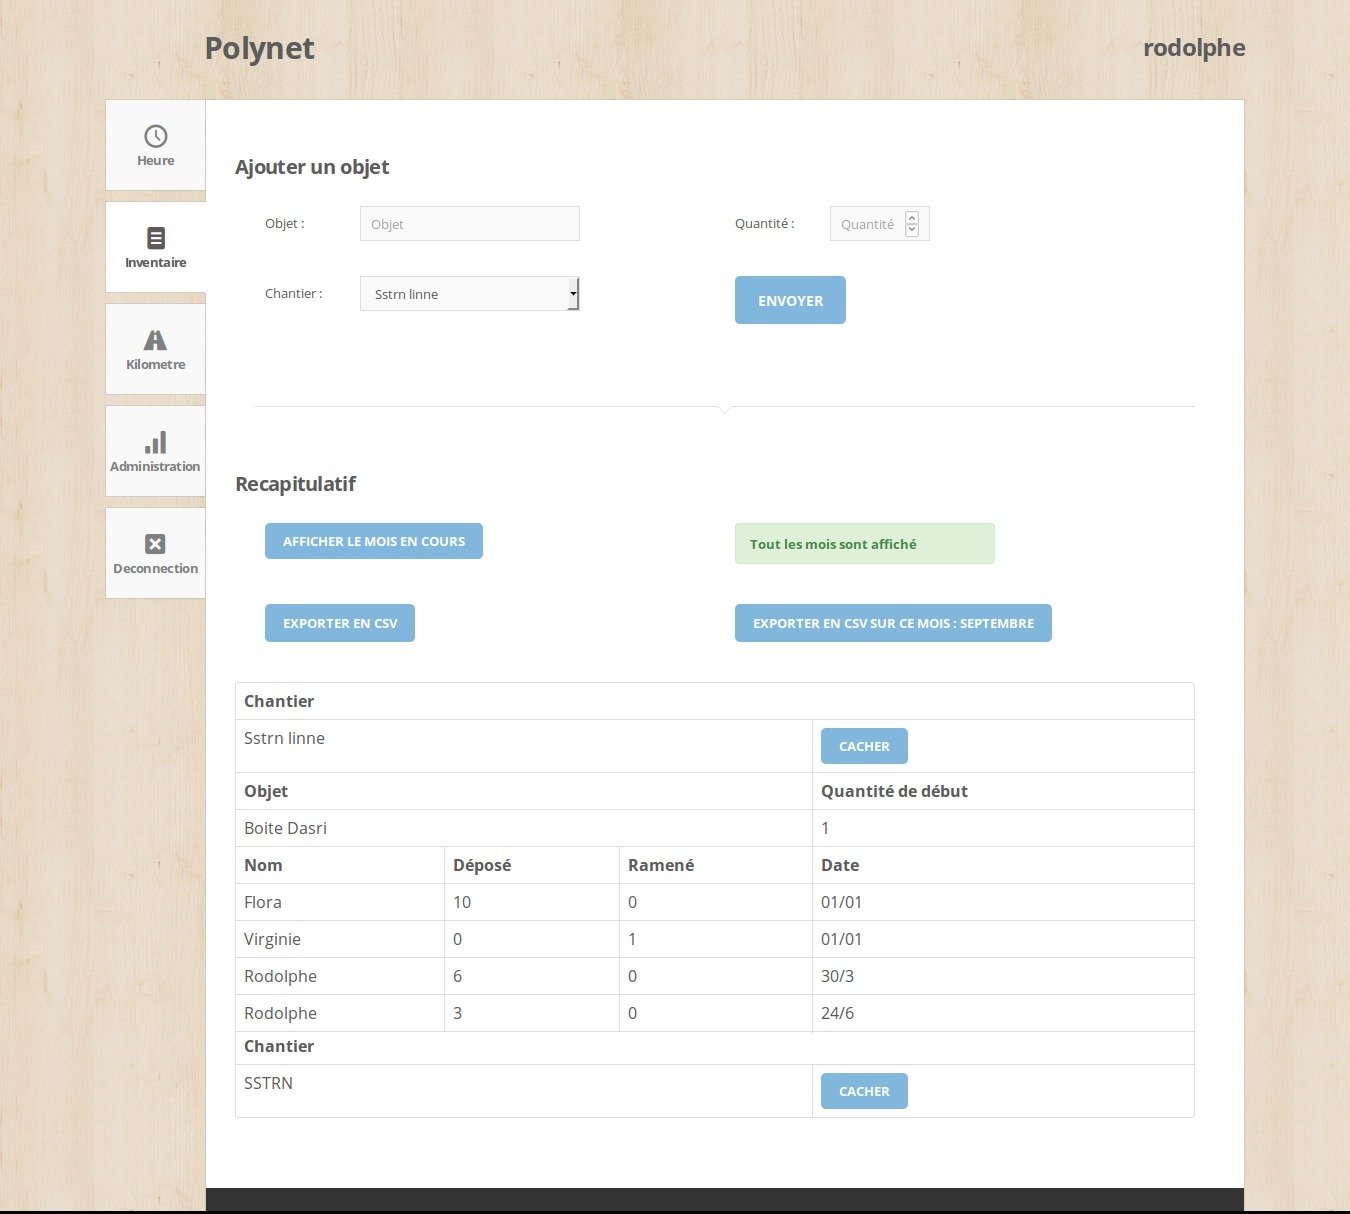 Polynet
rodolphe
Heure
Inventaire
Kilometre
Administration
Deconnection
Ajouter un objet
Objet : Objet Quantité : Quantité
Chantier : Sstrn linne ENVOYER
Recapitulatif
AFFICHER LE MOIS EN COURS Tout les mois sont affiché
EXPORTER EN CSV EXPORTER EN CSV SUR CE MOIS : SEPTEMBRE
Chantier
Sstrn linne CACHER
Objet Quantité de début
Boite Dasri 1
Nom Déposé Ramené Date
Flora 10 0 01/01
Virginie 0 1 01/01
Rodolphe 6 0 30/3
Rodolphe 3 0 24/6
Chantier
SSTRN CACHER